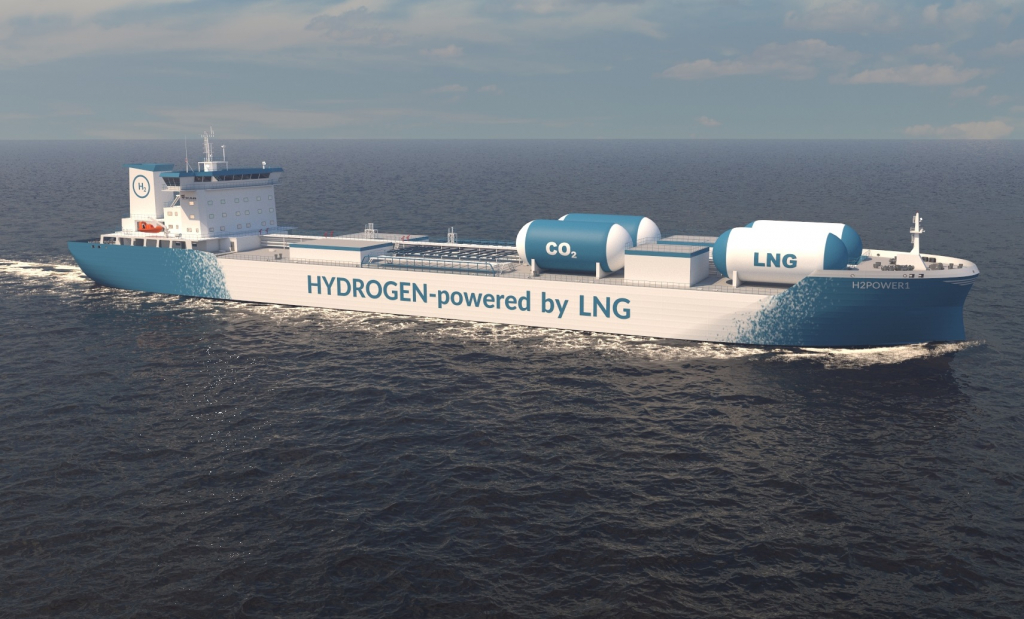 H₂
CO₂
LNG
H2POWER1
HYDROGEN-powered by LNG